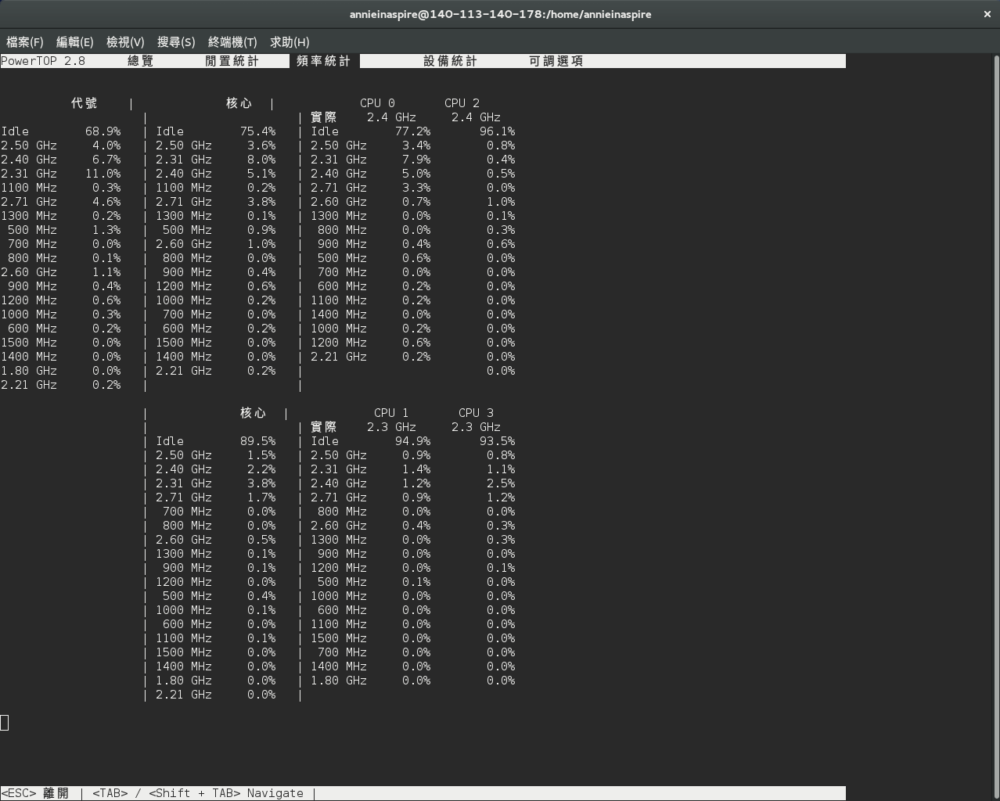 annieinaspire@140-113-140-178:/home/annieinaspire ×
檔案(F) 編輯(E) 檢視(V) 搜尋(S) 終端機(T) 求助(H)
PowerTOP 2.8 總覽 閒置統計 頻率統計 設備統計 可調選項
代號 | 核心 | CPU 0 CPU 2
| | 實際 2.4 GHz 2.4 GHz
Idle 68.9% | Idle 75.4% | Idle 77.2% 96.1%
2.50 GHz 4.0% | 2.50 GHz 3.6% | 2.50 GHz 3.4% 0.8%
2.40 GHz 6.7% | 2.31 GHz 8.0% | 2.31 GHz 7.9% 0.4%
2.31 GHz 11.0% | 2.40 GHz 5.1% | 2.40 GHz 5.0% 0.5%
1100 MHz 0.3% | 1100 MHz 0.2% | 2.71 GHz 3.3% 0.0%
2.71 GHz 4.6% | 2.71 GHz 3.8% | 2.60 GHz 0.7% 1.0%
1300 MHz 0.2% | 1300 MHz 0.1% | 1300 MHz 0.0% 0.1%
500 MHz 1.3% | 500 MHz 0.9% | 800 MHz 0.0% 0.3%
700 MHz 0.0% | 2.60 GHz 1.0% | 900 MHz 0.4% 0.6%
800 MHz 0.1% | 800 MHz 0.0% | 500 MHz 0.6% 0.0%
2.60 GHz 1.1% | 900 MHz 0.4% | 700 MHz 0.0% 0.0%
900 MHz 0.4% | 1200 MHz 0.6% | 600 MHz 0.2% 0.0%
1200 MHz 0.6% | 1000 MHz 0.2% | 1100 MHz 0.2% 0.0%
1000 MHz 0.3% | 700 MHz 0.0% | 1400 MHz 0.0% 0.0%
600 MHz 0.2% | 600 MHz 0.2% | 1000 MHz 0.2% 0.0%
1500 MHz 0.0% | 1500 MHz 0.0% | 1200 MHz 0.6% 0.0%
1400 MHz 0.0% | 1400 MHz 0.0% | 2.21 GHz 0.2% 0.0%
1.80 GHz 0.0% | 2.21 GHz 0.2% | 0.0%
2.21 GHz 0.2% | |
| 核心 | CPU 1 CPU 3
| | 實際 2.3 GHz 2.3 GHz
| Idle 89.5% | Idle 94.9% 93.5%
| 2.50 GHz 1.5% | 2.50 GHz 0.9% 0.8%
| 2.40 GHz 2.2% | 2.31 GHz 1.4% 1.1%
| 2.31 GHz 3.8% | 2.40 GHz 1.2% 2.5%
| 2.71 GHz 1.7% | 2.71 GHz 0.9% 1.2%
| 700 MHz 0.0% | 800 MHz 0.0% 0.0%
| 800 MHz 0.0% | 2.60 GHz 0.4% 0.3%
| 2.60 GHz 0.5% | 1300 MHz 0.0% 0.3%
| 1300 MHz 0.1% | 900 MHz 0.0% 0.0%
| 900 MHz 0.1% | 1200 MHz 0.0% 0.1%
| 1200 MHz 0.0% | 500 MHz 0.1% 0.0%
| 500 MHz 0.4% | 1000 MHz 0.0% 0.0%
| 1000 MHz 0.1% | 600 MHz 0.0% 0.0%
| 600 MHz 0.0% | 1100 MHz 0.0% 0.0%
| 1100 MHz 0.1% | 1500 MHz 0.0% 0.0%
| 1500 MHz 0.0% | 700 MHz 0.0% 0.0%
| 1400 MHz 0.0% | 1400 MHz 0.0% 0.0%
| 1.80 GHz 0.0% | 1.80 GHz 0.0% 0.0%
| 2.21 GHz 0.0% |
<ESC> 離開 | <TAB> / <Shift + TAB> Navigate |